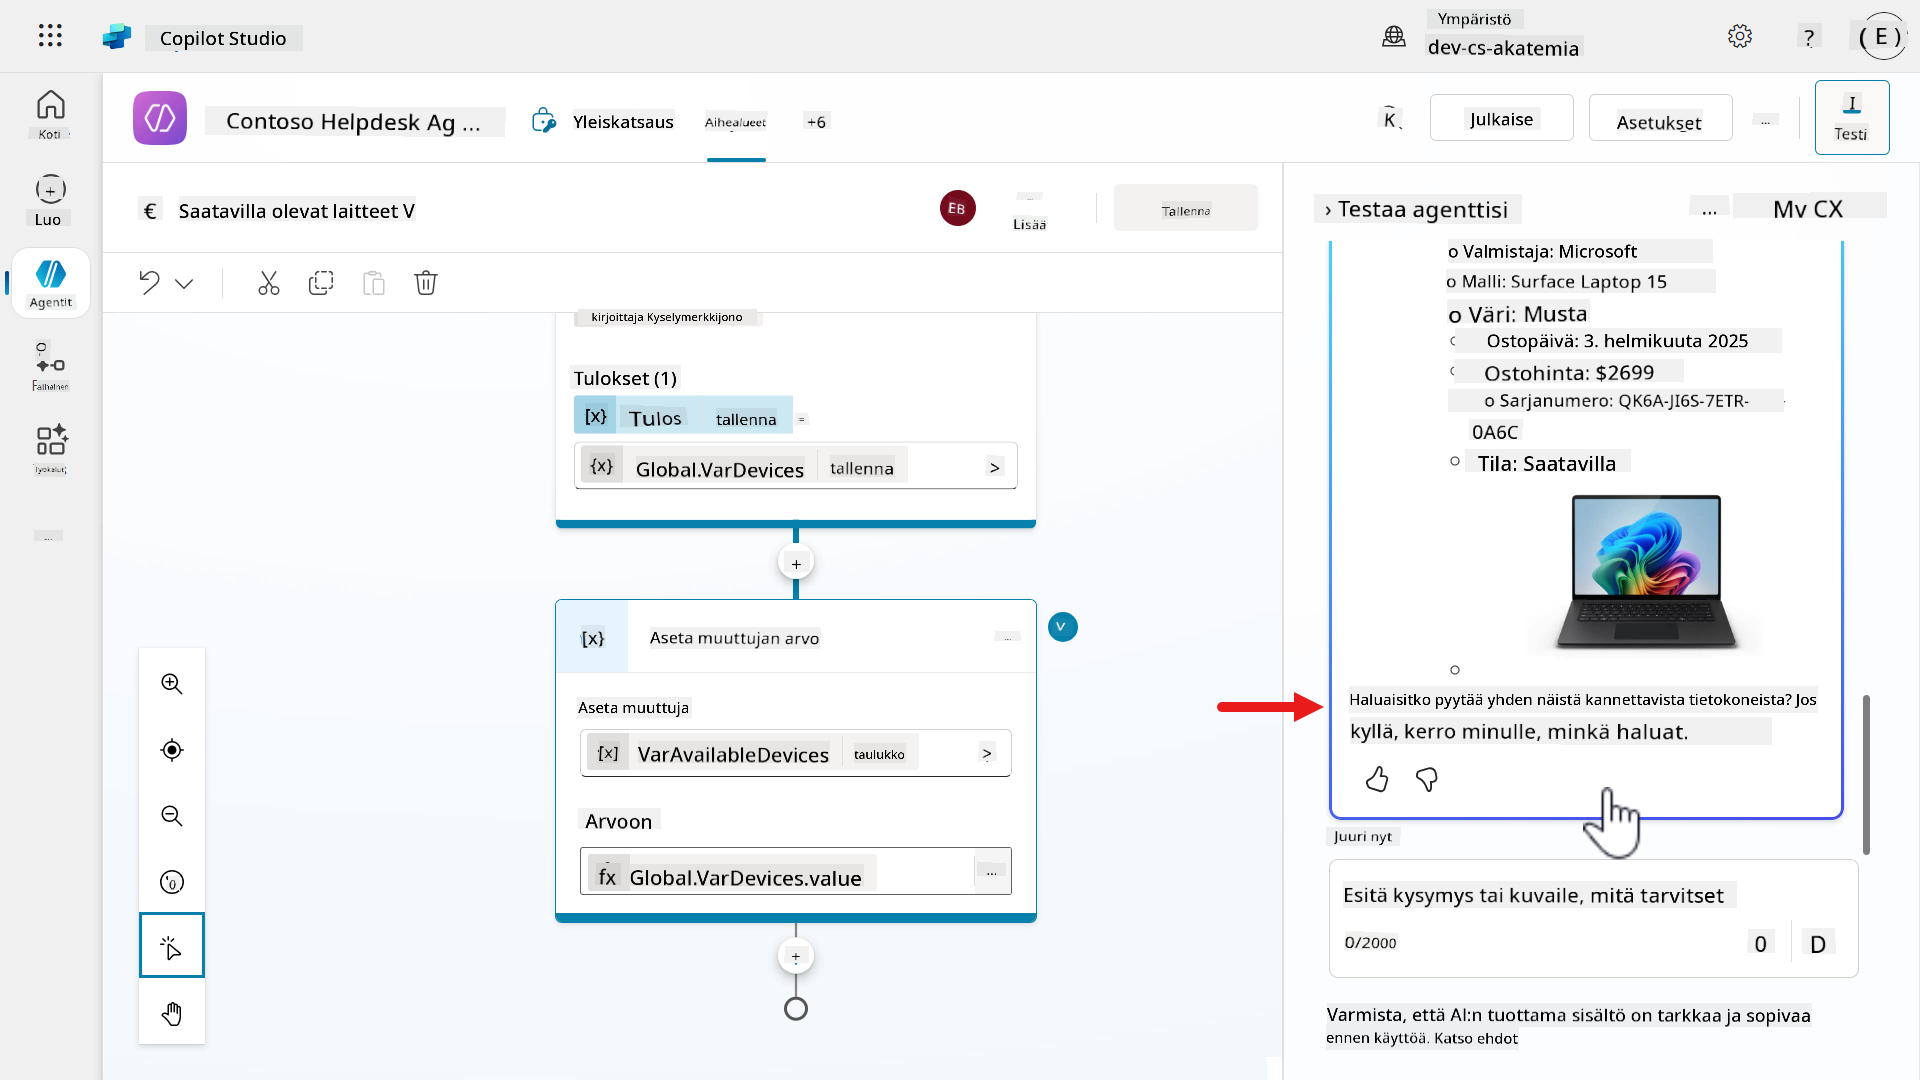 Copilot Studio
Ympäristö
dev-cs-akatemia
?
( E )
Koti
Luo
Agentit
Contoso Helpdesk Ag ...
Yleiskatsaus
Aihealueet
+6
K
Julkaise
Asetukset
...
I
Testi
€ Saatavilla olevat laitteet V
EB
Lisää
Tallenna
kirjoittaja Kyselymerkkijono
Tulokset (1)
[x] Tulos tallenna =
{x} Global.VarDevices tallenna >
+
[x] Aseta muuttujan arvo ...
V
Aseta muuttuja
[x] VarAvailableDevices taulukko >
Arvoon
fx Global.VarDevices.value ...
+
› Testaa agenttisi ... My CX
o Valmistaja: Microsoft
o Malli: Surface Laptop 15
o Väri: Musta
Ostopäivä: 3. helmikuuta 2025
Ostohinta: $2699
o Sarjanumero: QK6A-JI6S-7ETR-
0A6C
Tila: Saatavilla
Haluaisitko pyytää yhden näistä kannettavista tietokoneista? Jos
kyllä, kerro minulle, minkä haluat.
Juuri nyt
Esitä kysymys tai kuvaile, mitä tarvitset
0/2000
0 D
Varmista, että AI:n tuottama sisältö on tarkkaa ja sopivaa
ennen käyttöä. Katso ehdot